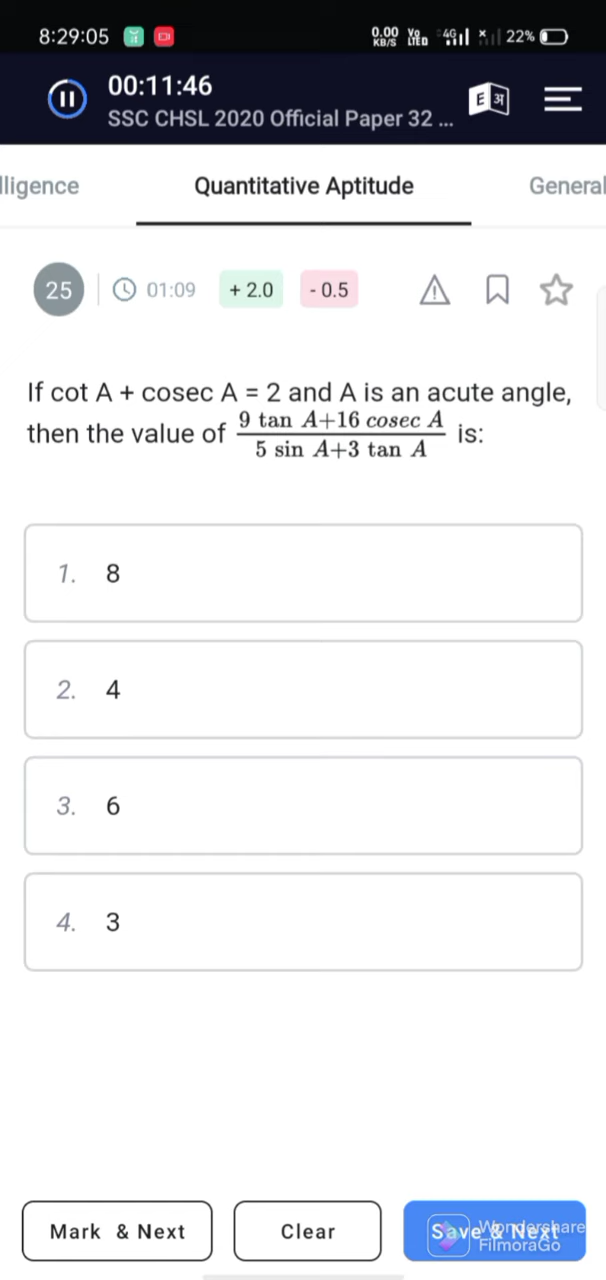 8:29:05 0.00 KB/S 4G 22%
00:11:46
SSC CHSL 2020 Official Paper 32 ...
E अ
lligence Quantitative Aptitude General
25 01:09 + 2.0 - 0.5
If cot A + cosec A = 2 and A is an acute angle,
then the value of (9 tan A+16 cosec A)/(5 sin A+3 tan A) is:
1. 8
2. 4
3. 6
4. 3
Mark & Next Clear Save & Next
Wondershare
FilmoraGo